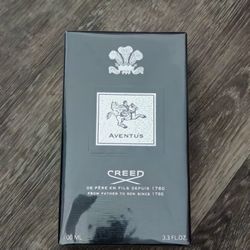 AVENTUS
CREED
DE PÈRE EN FILS DEPUIS 1760
FROM FATHER TO SON SINCE 1760
100 ML 3.3 FL.OZ